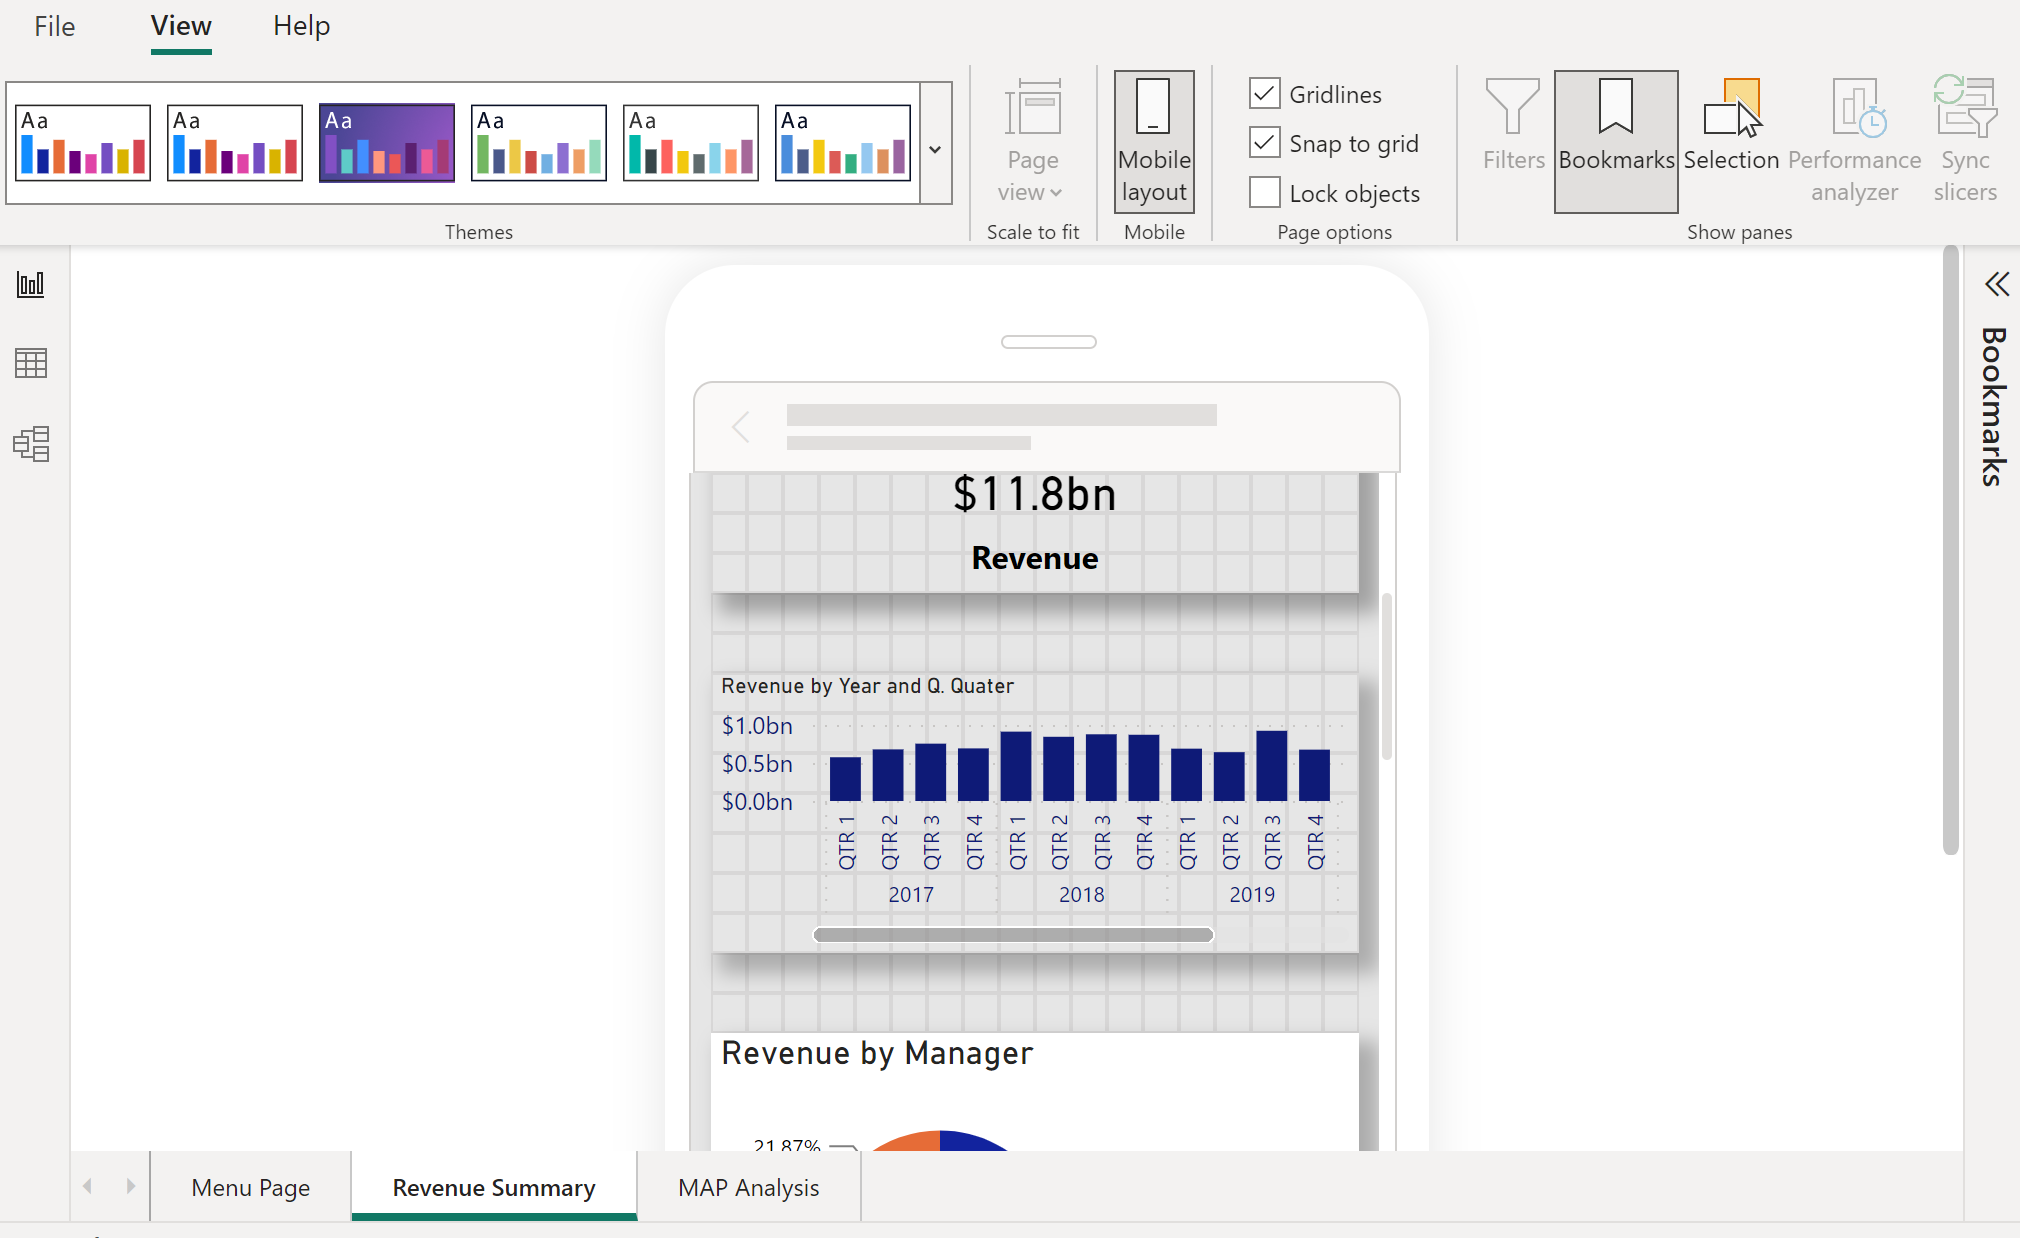 File View Help
Aa Aa Aa Aa Aa Aa
Themes
Page view
Scale to fit
Mobile layout
Mobile
Gridlines
Snap to grid
Lock objects
Page options
Filters
Bookmarks
Selection
Performance analyzer
Sync slicers
Show panes
Bookmarks
$11.8bn
Revenue
Revenue by Year and Q. Quater
$1.0bn
$0.5bn
$0.0bn
QTR 1 QTR 2 QTR 3 QTR 4 QTR 1 QTR 2 QTR 3 QTR 4 QTR 1 QTR 2 QTR 3 QTR 4
2017 2018 2019
Revenue by Manager
21.87%
Menu Page Revenue Summary MAP Analysis